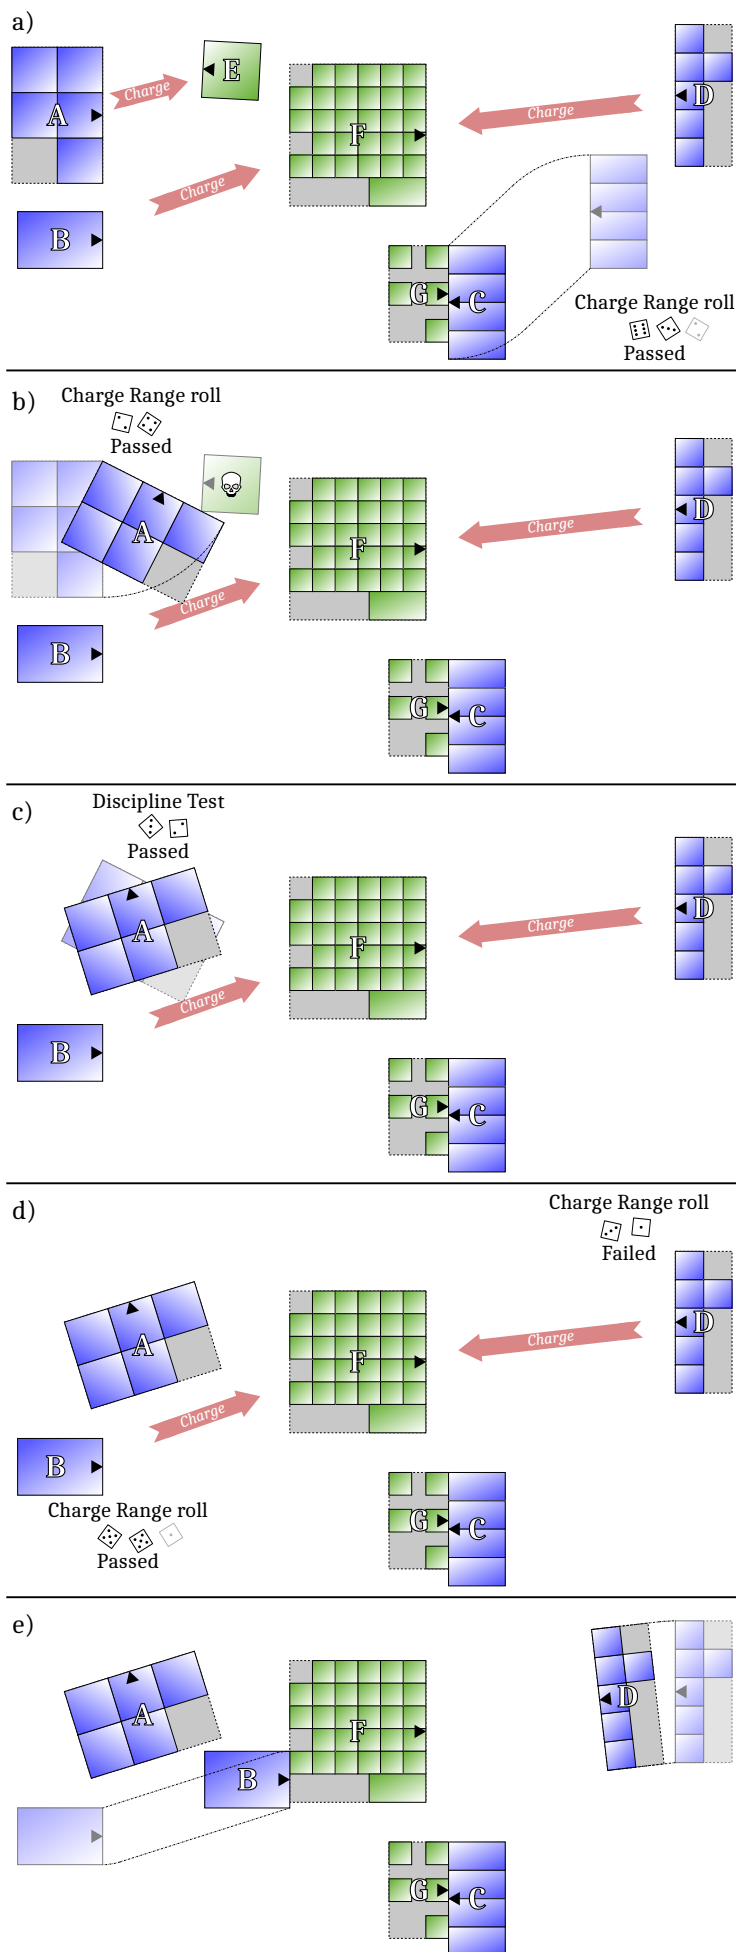 a)
A
Charge
E
F
Charge
D
Charge
B
G
C
Charge Range roll
Passed
b)
Charge Range roll
Passed
A
F
Charge
D
Charge
B
G
C
c)
Discipline Test
Passed
A
F
Charge
D
Charge
B
G
C
d)
Charge Range roll
Failed
A
F
Charge
D
Charge
B
Charge Range roll
Passed
G
C
e)
A
F
D
B
G
C